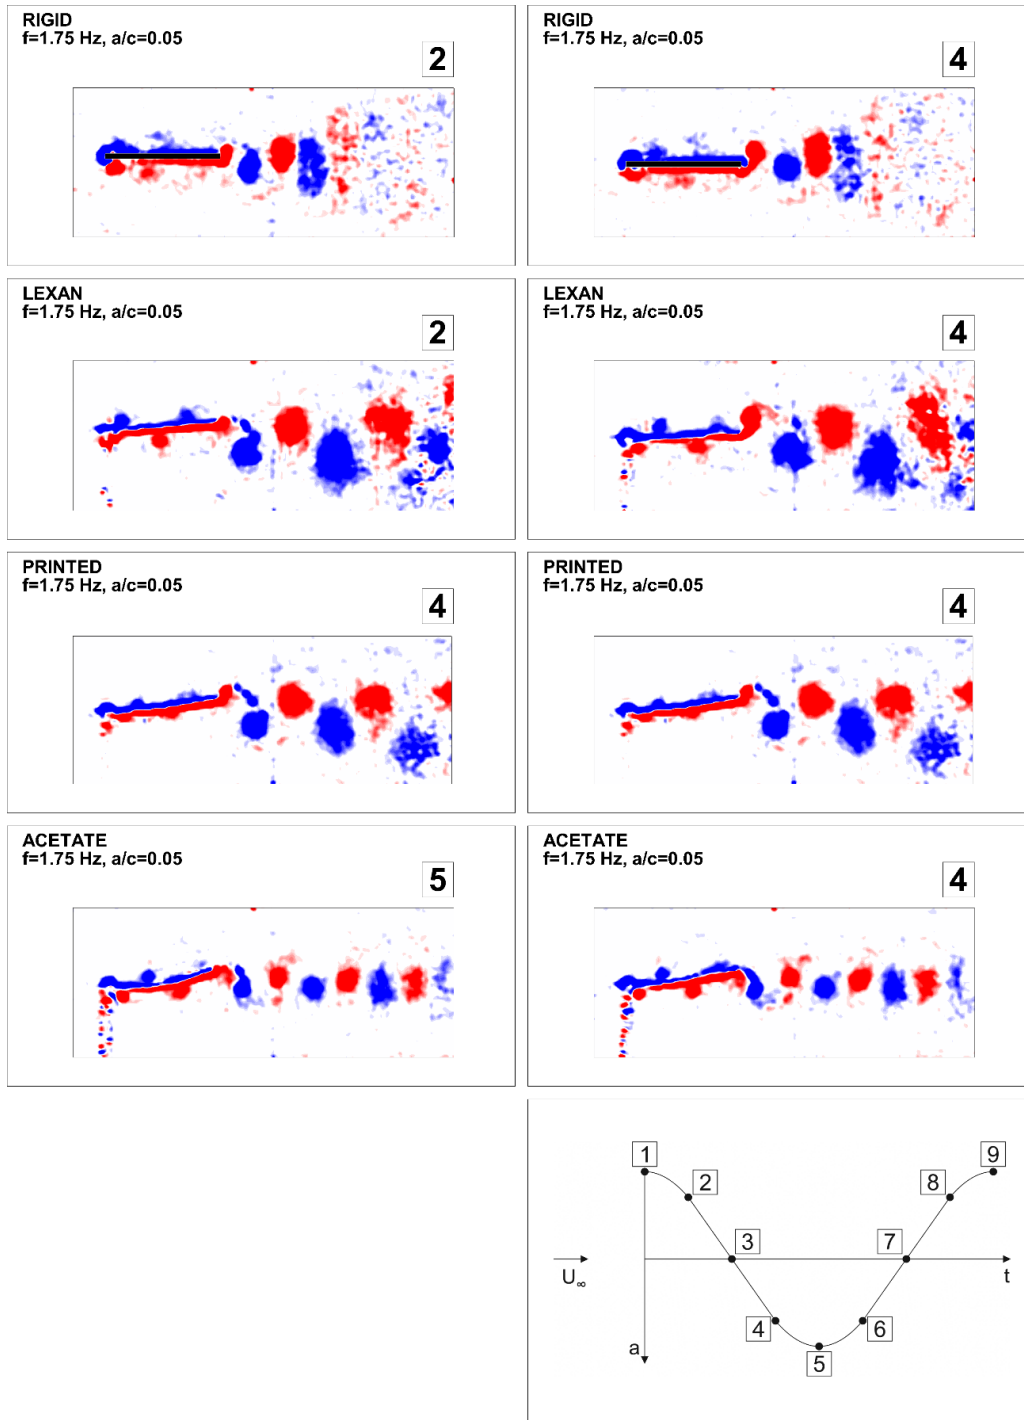 RIGID
f=1.75 Hz, a/c=0.05
2
RIGID
f=1.75 Hz, a/c=0.05
4
LEXAN
f=1.75 Hz, a/c=0.05
2
LEXAN
f=1.75 Hz, a/c=0.05
4
PRINTED
f=1.75 Hz, a/c=0.05
4
PRINTED
f=1.75 Hz, a/c=0.05
4
ACETATE
f=1.75 Hz, a/c=0.05
5
ACETATE
f=1.75 Hz, a/c=0.05
4
1
9
2
8
3
7
U∞
t
4
6
a
5